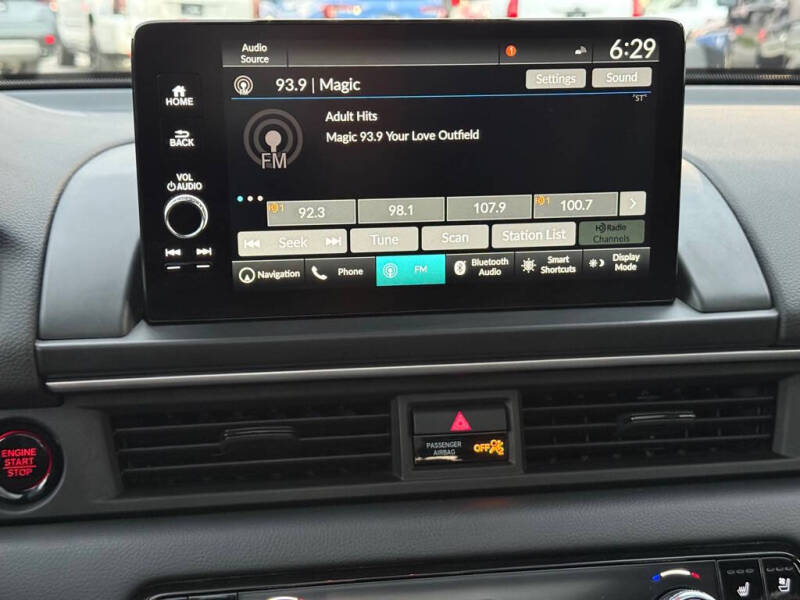 Audio
Source
1
6:29
93.9 | Magic
Settings
Sound
"ST"
HOME
Adult Hits
Magic 93.9 Your Love Outfield
FM
BACK
VOL
AUDIO
92.3
98.1
107.9
100.7
Seek
Tune
Scan
Station List
HD Radio
Channels
Navigation
Phone
FM
Bluetooth
Audio
Smart
Shortcuts
Display
Mode
ENGINE
START
STOP
PASSENGER
AIRBAG
OFF